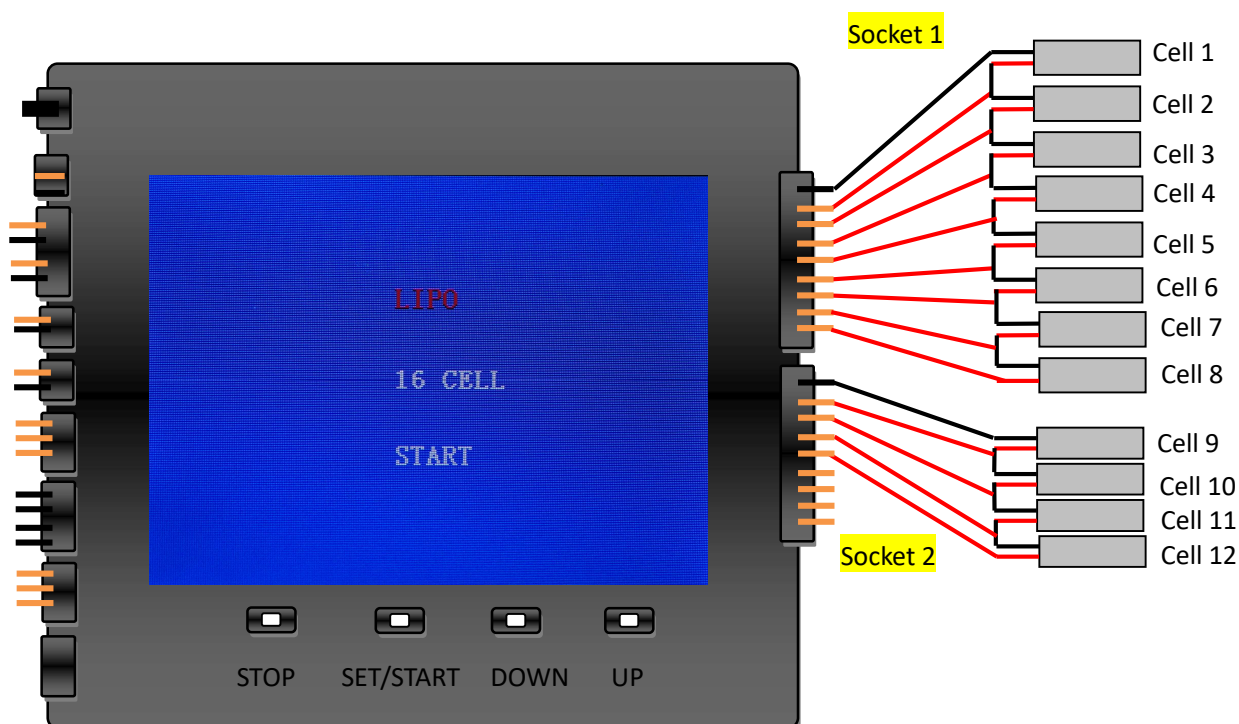 Socket 1
Cell 1
Cell 2
Cell 3
Cell 4
Cell 5
Cell 6
Cell 7
Cell 8
LIPO
16 CELL
START
Cell 9
Cell 10
Cell 11
Cell 12
Socket 2
STOP SET/START DOWN UP